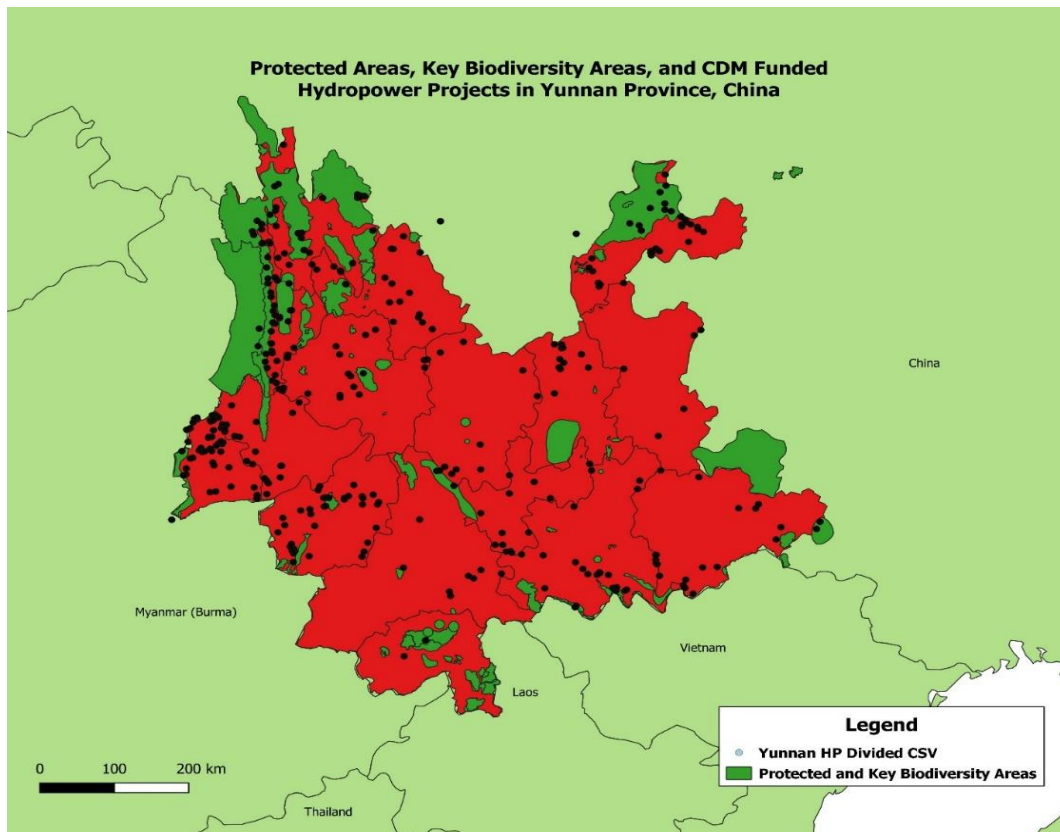 Protected Areas, Key Biodiversity Areas, and CDM Funded
Hydropower Projects in Yunnan Province, China
China
Myanmar (Burma)
Vietnam
Laos
Thailand
Legend
Yunnan HP Divided CSV
Protected and Key Biodiversity Areas
0 100 200 km